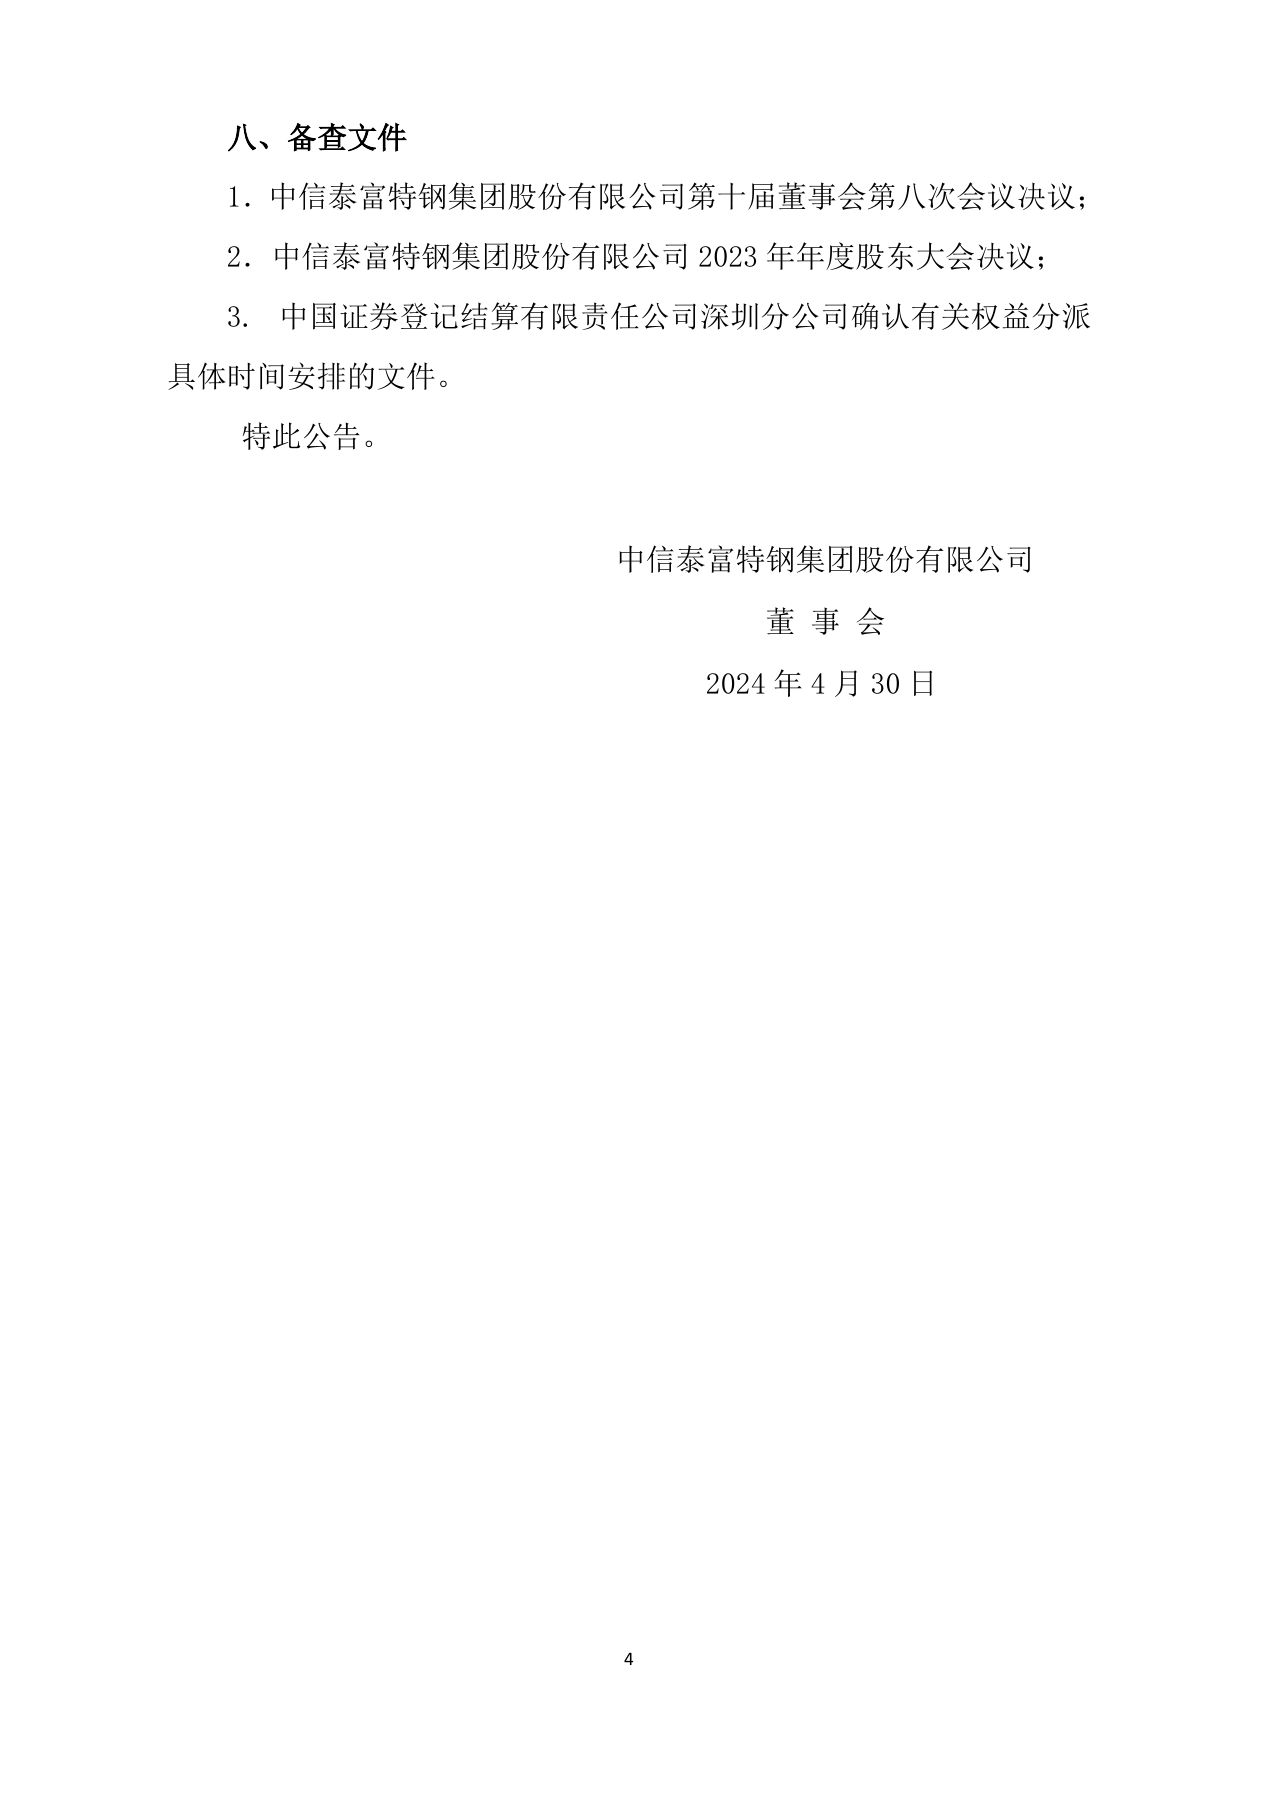 八、备查文件
1．中信泰富特钢集团股份有限公司第十届董事会第八次会议决议；
2．中信泰富特钢集团股份有限公司 2023 年年度股东大会决议；
3． 中国证券登记结算有限责任公司深圳分公司确认有关权益分派
具体时间安排的文件。
特此公告。
中信泰富特钢集团股份有限公司
董 事 会
2024 年 4 月 30 日
4